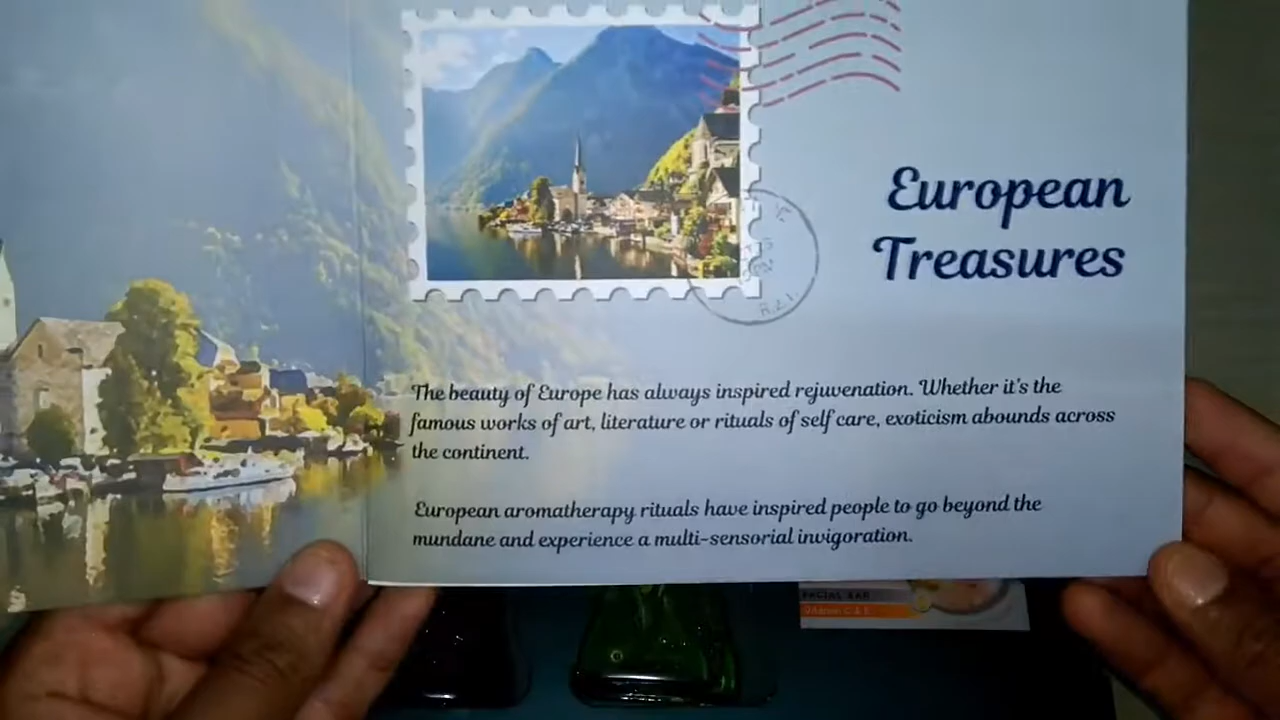 European
Treasures
The beauty of Europe has always inspired rejuvenation. Whether it's the
famous works of art, literature or rituals of self care, exoticism abounds across
the continent.
European aromatherapy rituals have inspired people to go beyond the
mundane and experience a multi-sensorial invigoration.
FACIAL BAR
Vitamin C & E